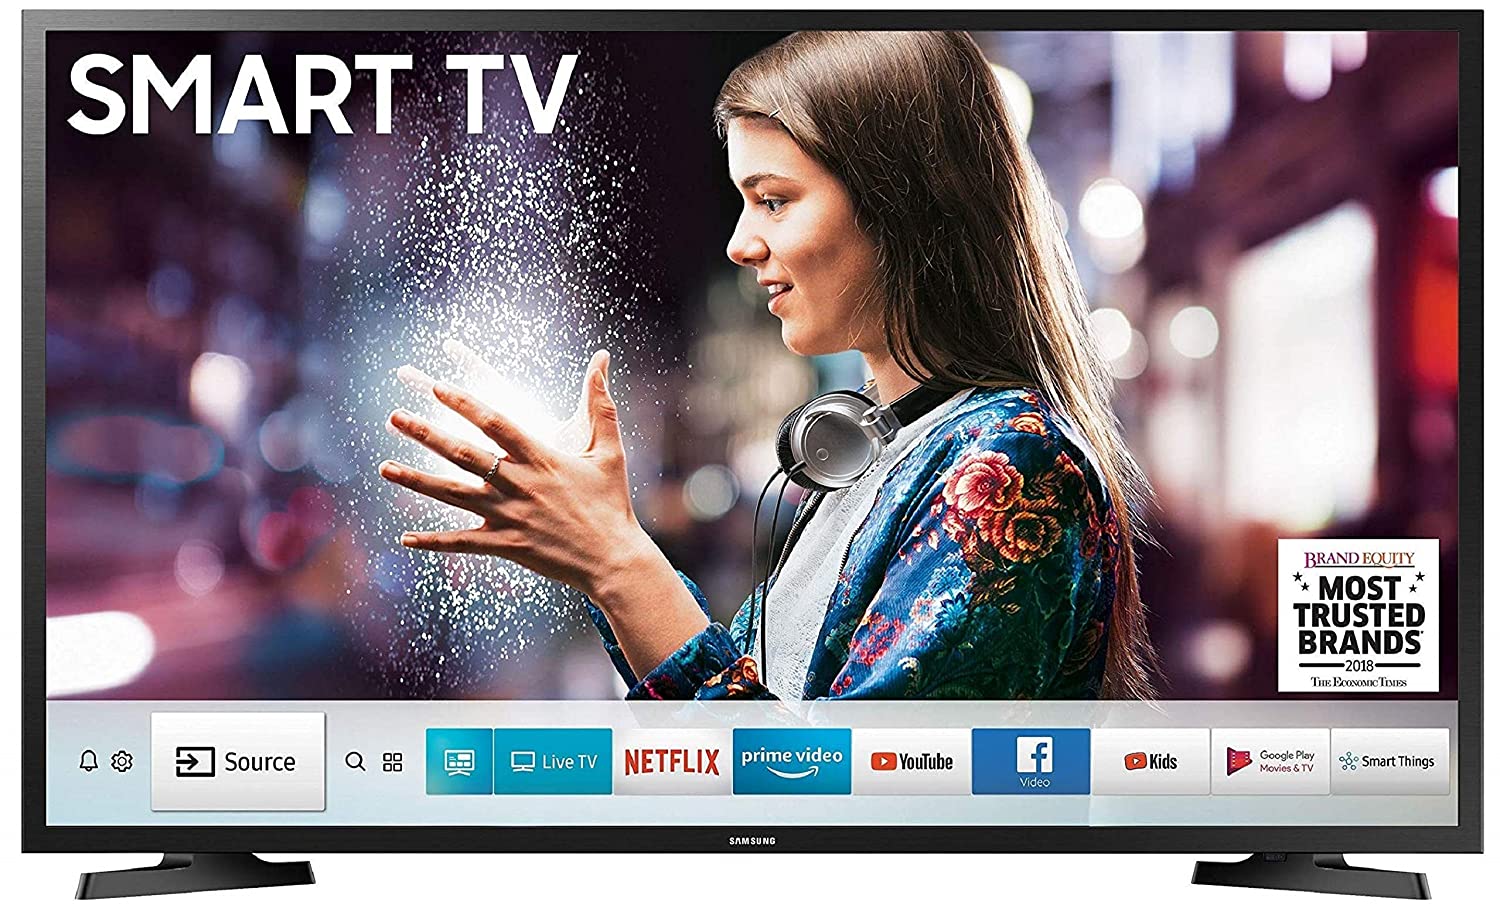 SMART TV
BRAND EQUITY
MOST
TRUSTED
BRANDS
2018
THE ECONOMIC TIMES
Source
Live TV
NETFLIX
prime video
YouTube
f
Video
Kids
Google Play
Movies & TV
Smart Things
SAMSUNG